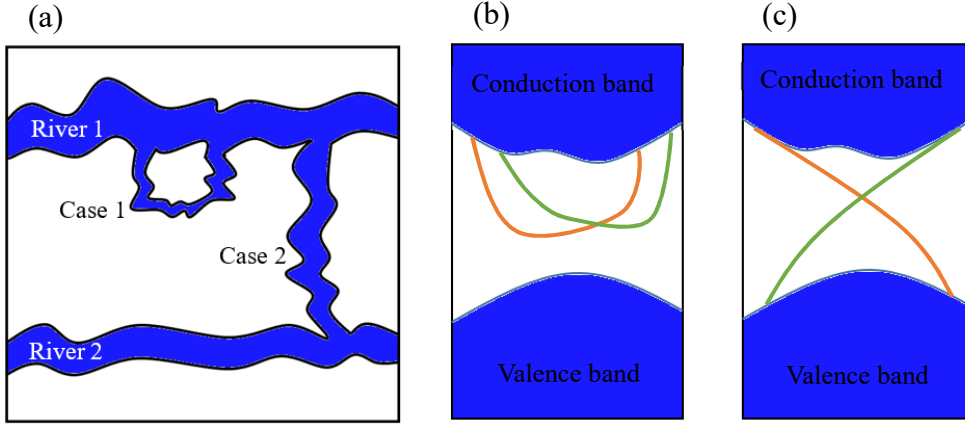 (a)
(b)
(c)
River 1
Case 1
Case 2
River 2
Conduction band
Valence band
Conduction band
Valence band